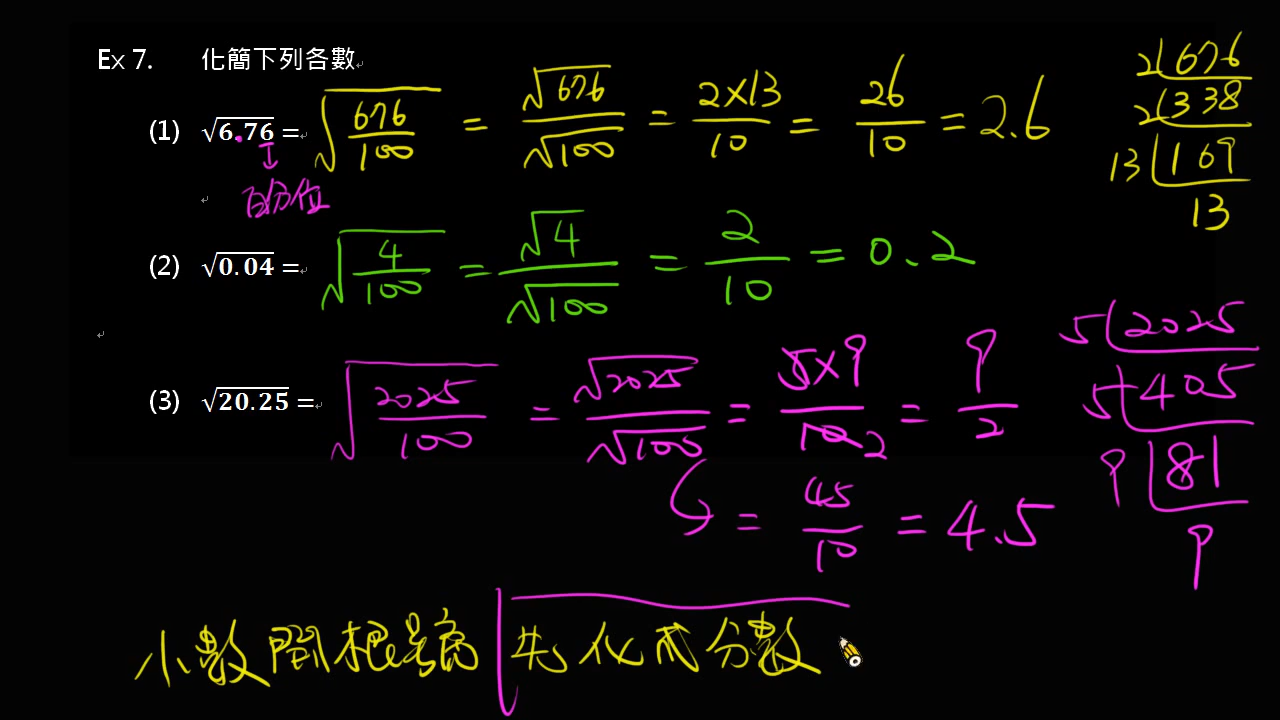 Ex 7. 化簡下列各數
(1) √6.76 = √(676/100) = √676/√100 = 2×13/10 = 26/10 = 2.6
百分位
2 676
2 338
13 169
13
(2) √0.04 = √(4/100) = √4/√100 = 2/10 = 0.2
(3) √20.25 = √(2025/100) = √2025/√100 = 5×9/10 2 = 9/2
= 45/10 = 4.5
5 2025
5 405
9 81
9
小數開根號 先化成分數